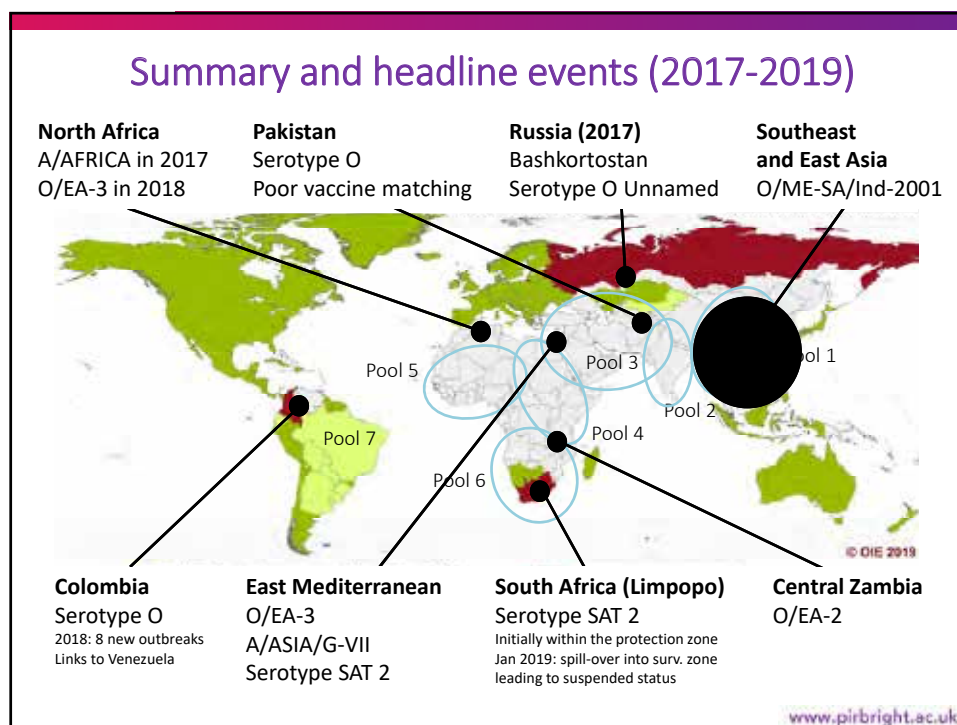 Summary and headline events (2017-2019)
North Africa
A/AFRICA in 2017
O/EA-3 in 2018
Pakistan
Serotype O
Poor vaccine matching
Russia (2017)
Bashkortostan
Serotype O Unnamed
Southeast
and East Asia
O/ME-SA/Ind-2001
Pool 5
Pool 3
Pool 1
Pool 2
Pool 4
Pool 7
Pool 6
© OIE 2019
Colombia
Serotype O
2018: 8 new outbreaks
Links to Venezuela
East Mediterranean
O/EA-3
A/ASIA/G-VII
Serotype SAT 2
South Africa (Limpopo)
Serotype SAT 2
Initially within the protection zone
Jan 2019: spill-over into surv. zone
leading to suspended status
Central Zambia
O/EA-2
www.pirbright.ac.uk